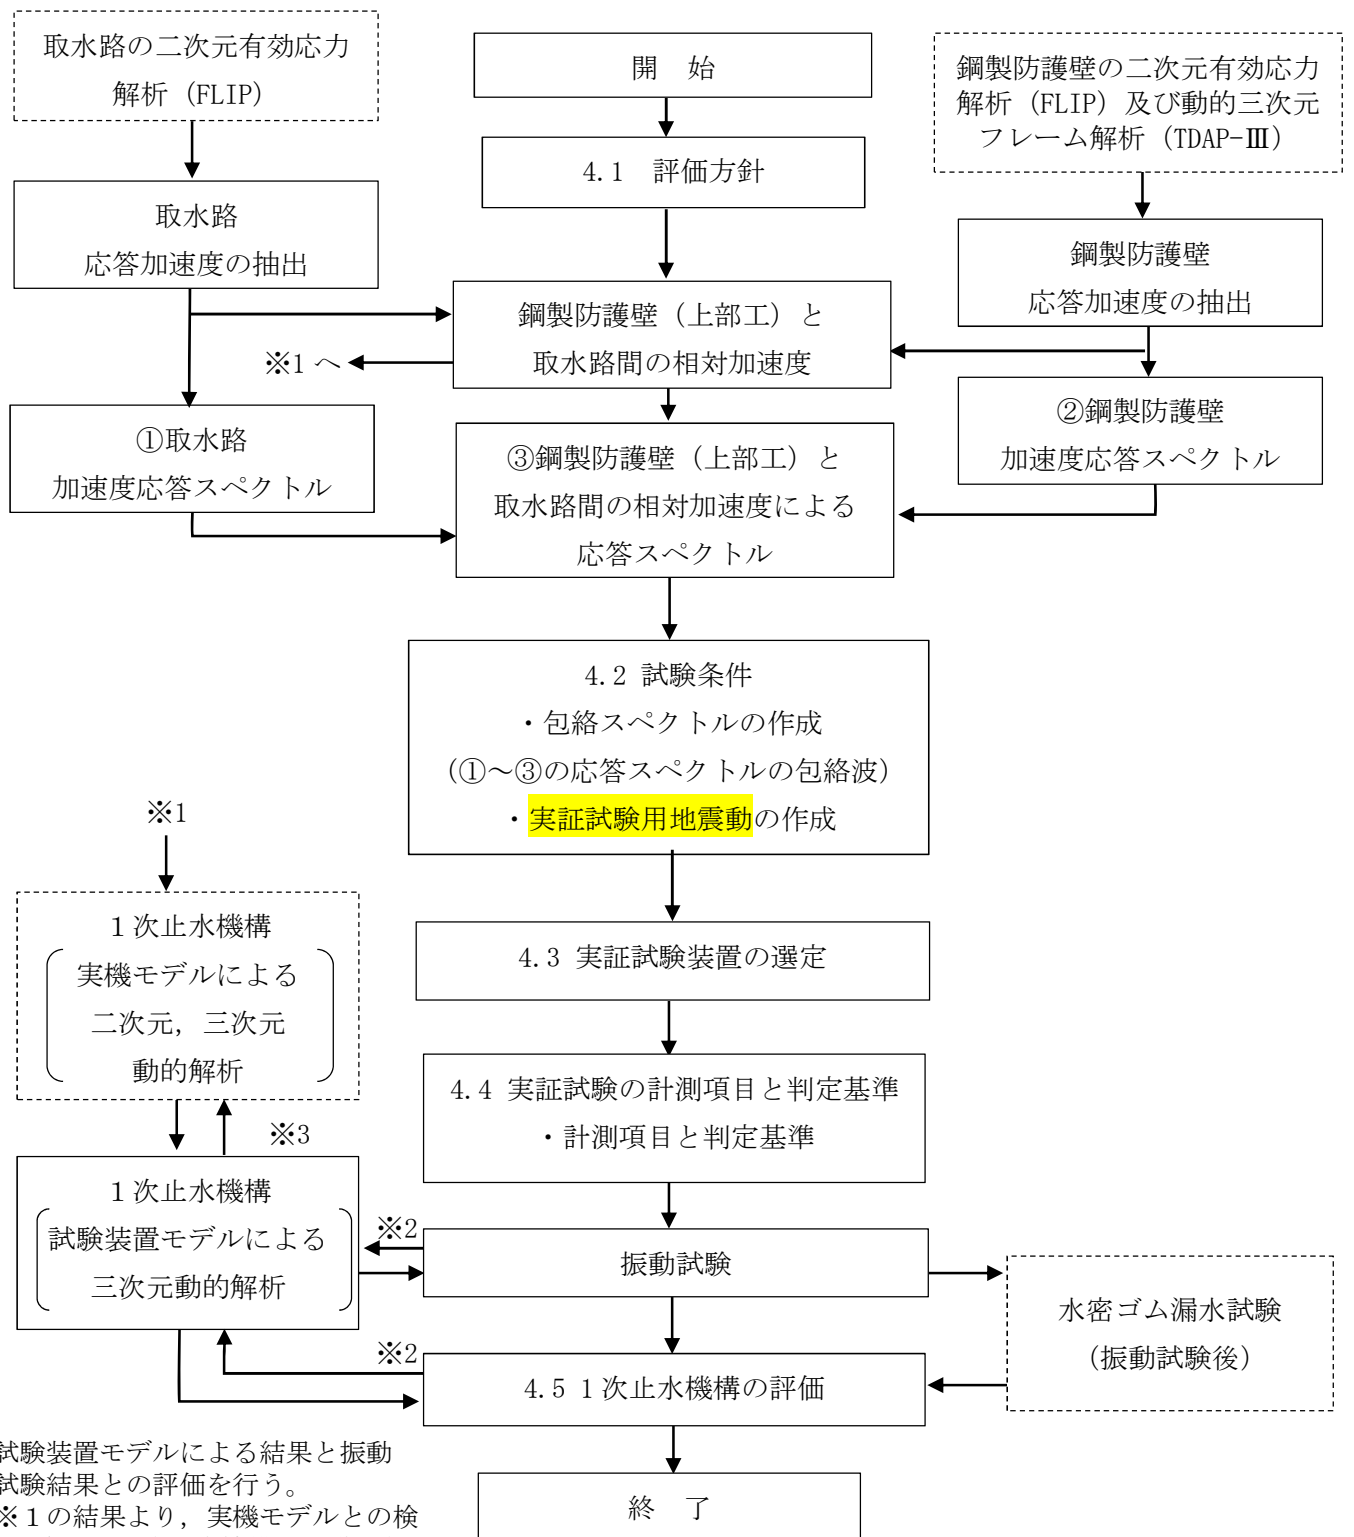 取水路の二次元有効応力
解析（FLIP）
開　始
鋼製防護壁の二次元有効応力
解析（FLIP）及び動的三次元
フレーム解析（TDAP-Ⅲ）
4.1　評価方針
取水路
応答加速度の抽出
鋼製防護壁
応答加速度の抽出
鋼製防護壁（上部工）と
取水路間の相対加速度
※1 へ
①取水路
加速度応答スペクトル
②鋼製防護壁
加速度応答スペクトル
③鋼製防護壁（上部工）と
取水路間の相対加速度による
応答スペクトル
4.2 試験条件
・包絡スペクトルの作成
（①～③の応答スペクトルの包絡波）
・実証試験用地震動の作成
※1
１次止水機構
実機モデルによる
二次元，三次元
動的解析
4.3 実証試験装置の選定
4.4 実証試験の計測項目と判定基準
・計測項目と判定基準
※3
１次止水機構
試験装置モデルによる
三次元動的解析
※2
振動試験
水密ゴム漏水試験
（振動試験後）
※2
4.5 1 次止水機構の評価
試験装置モデルによる結果と振動
試験結果との評価を行う。
※１の結果より，実機モデルとの検
終　了